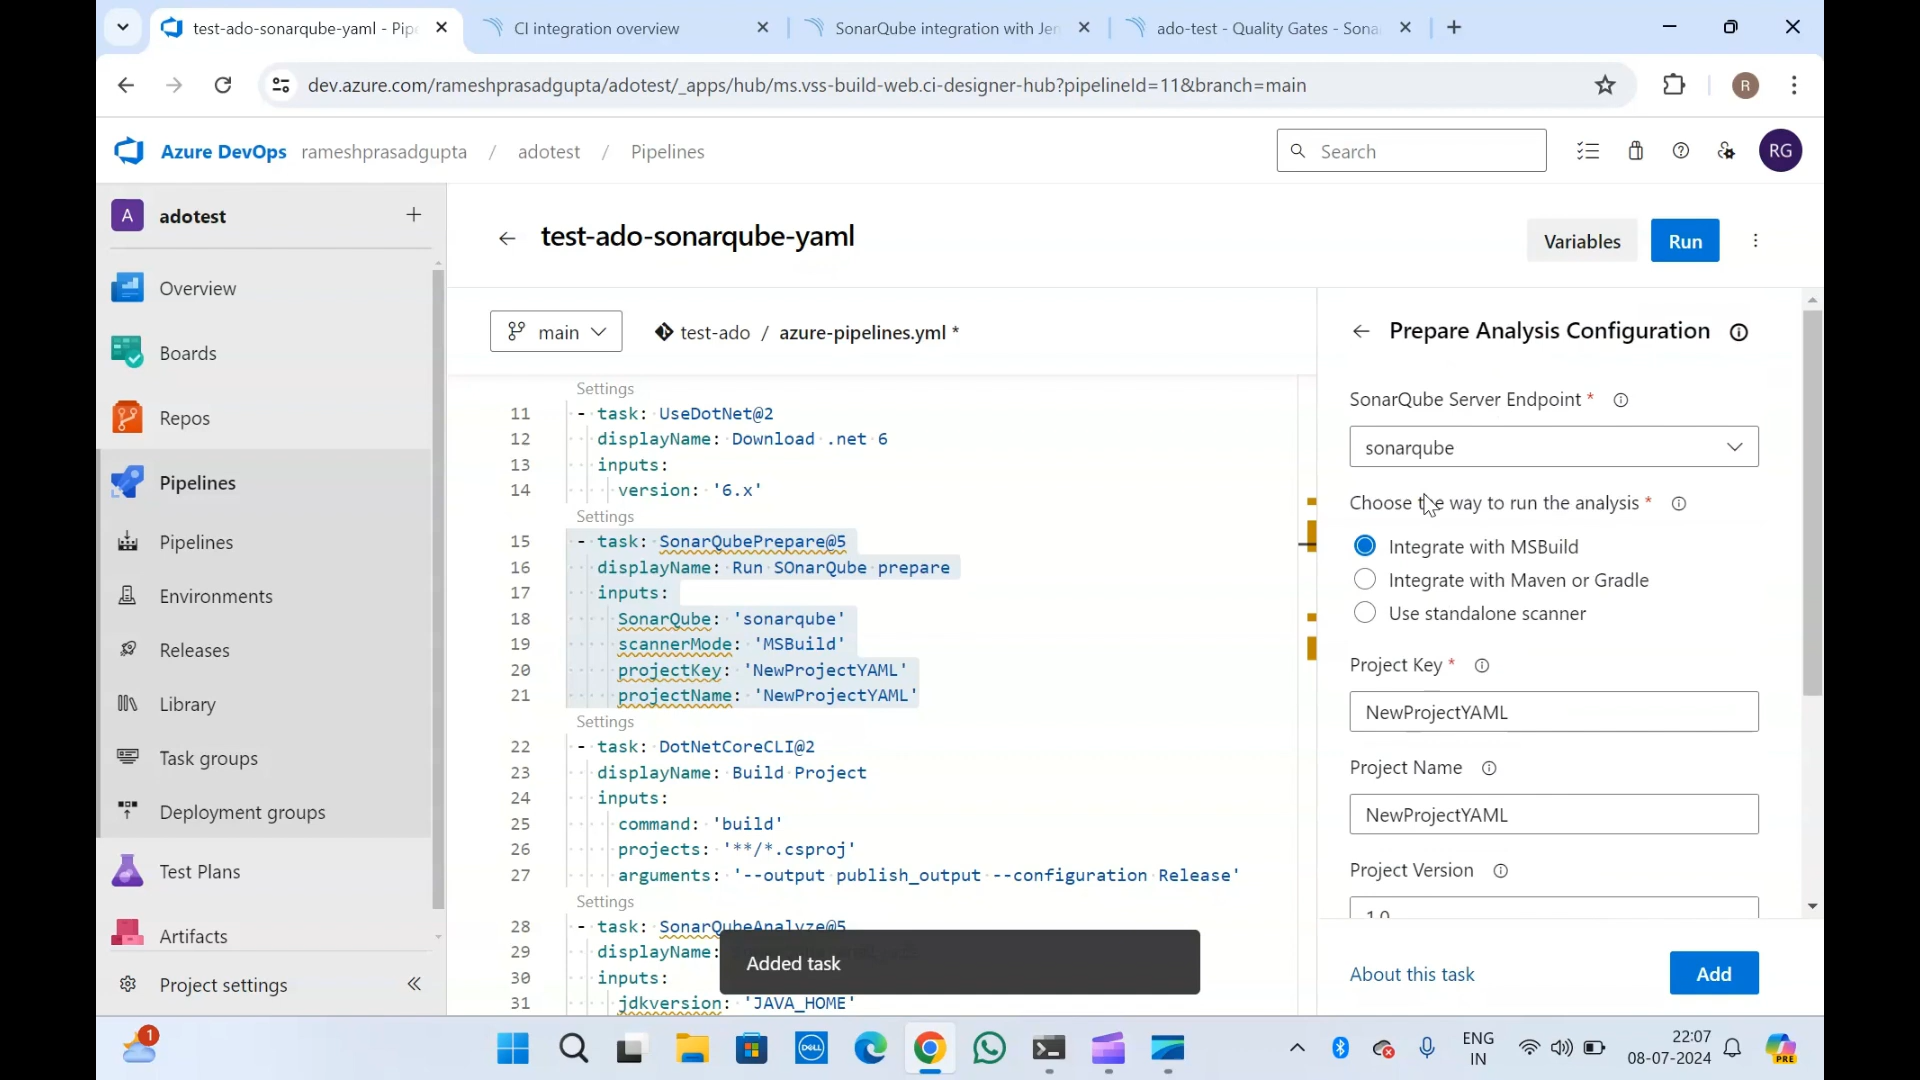 test-ado-sonarqube-yaml - Pip
CI integration overview
SonarQube integration with Jen
ado-test - Quality Gates - Sona
dev.azure.com/rameshprasadgupta/adotest/_apps/hub/ms.vss-build-web.ci-designer-hub?pipelineId=11&branch=main
R
Azure DevOps rameshprasadgupta / adotest / Pipelines
Search
RG
A adotest
Overview
Boards
Repos
Pipelines
Pipelines
Environments
Releases
Library
Task groups
Deployment groups
Test Plans
Artifacts
Project settings
test-ado-sonarqube-yaml
Variables
Run
main
test-ado / azure-pipelines.yml *
Settings
11 - task: UseDotNet@2
12 displayName: Download .net 6
13 inputs:
14 version: '6.x'
Settings
15 - task: SonarQubePrepare@5
16 displayName: Run SOnarQube prepare
17 inputs:
18 SonarQube: 'sonarqube'
19 scannerMode: 'MSBuild'
20 projectKey: 'NewProjectYAML'
21 projectName: 'NewProjectYAML'
Settings
22 - task: DotNetCoreCLI@2
23 displayName: Build Project
24 inputs:
25 command: 'build'
26 projects: '**/*.csproj'
27 arguments: '--output publish_output --configuration Release'
Settings
28 - task: SonarQubeAnalyze@5
29 displayName:
30 inputs:
31 jdkversion: 'JAVA_HOME'
Added task
Prepare Analysis Configuration
SonarQube Server Endpoint *
sonarqube
Choose the way to run the analysis *
Integrate with MSBuild
Integrate with Maven or Gradle
Use standalone scanner
Project Key *
NewProjectYAML
Project Name
NewProjectYAML
Project Version
1.0
About this task
Add
1
DELL
ENG
IN
22:07
08-07-2024
PRE